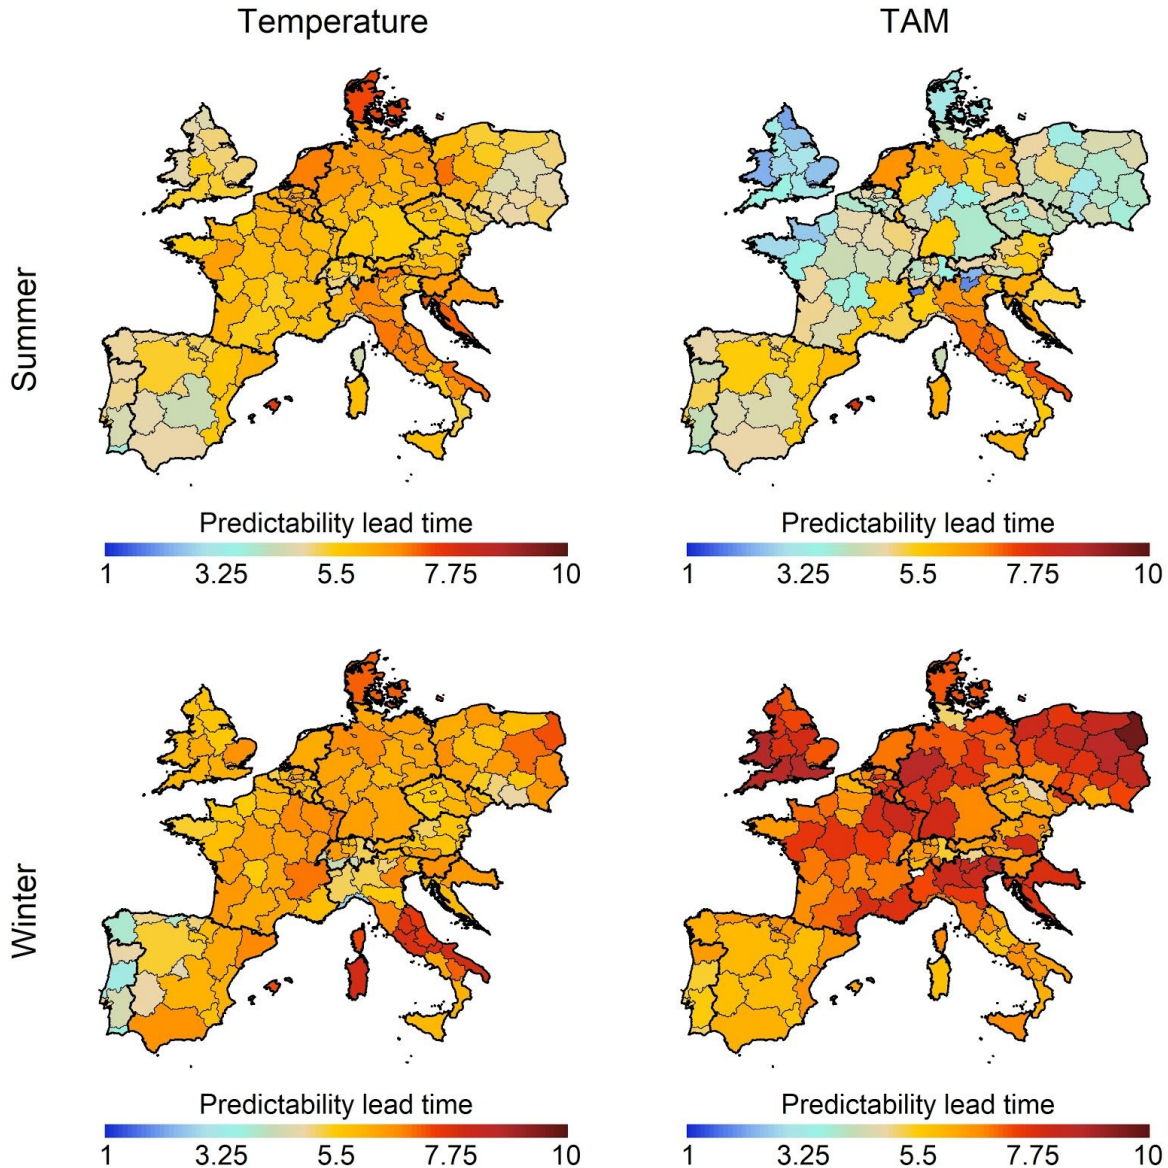 Temperature TAM
Summer
Predictability lead time Predictability lead time
1 3.25 5.5 7.75 10 1 3.25 5.5 7.75 10
Winter
Predictability lead time Predictability lead time
1 3.25 5.5 7.75 10 1 3.25 5.5 7.75 10